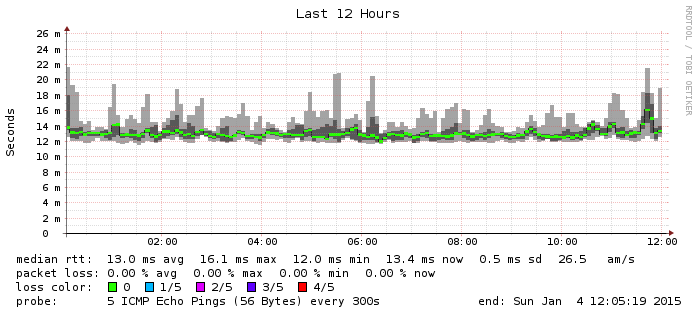 Last 12 Hours
RRDTOOL / TOBI OETIKER
Seconds
26 m
24 m
22 m
20 m
18 m
16 m
14 m
12 m
10 m
8 m
6 m
4 m
2 m
0
02:00 04:00 06:00 08:00 10:00 12:00
median rtt: 13.0 ms avg 16.1 ms max 12.0 ms min 13.4 ms now 0.5 ms sd 26.5 am/s
packet loss: 0.00 % avg 0.00 % max 0.00 % min 0.00 % now
loss color: 0 1/5 2/5 3/5 4/5
probe: 5 ICMP Echo Pings (56 Bytes) every 300s end: Sun Jan 4 12:05:19 2015